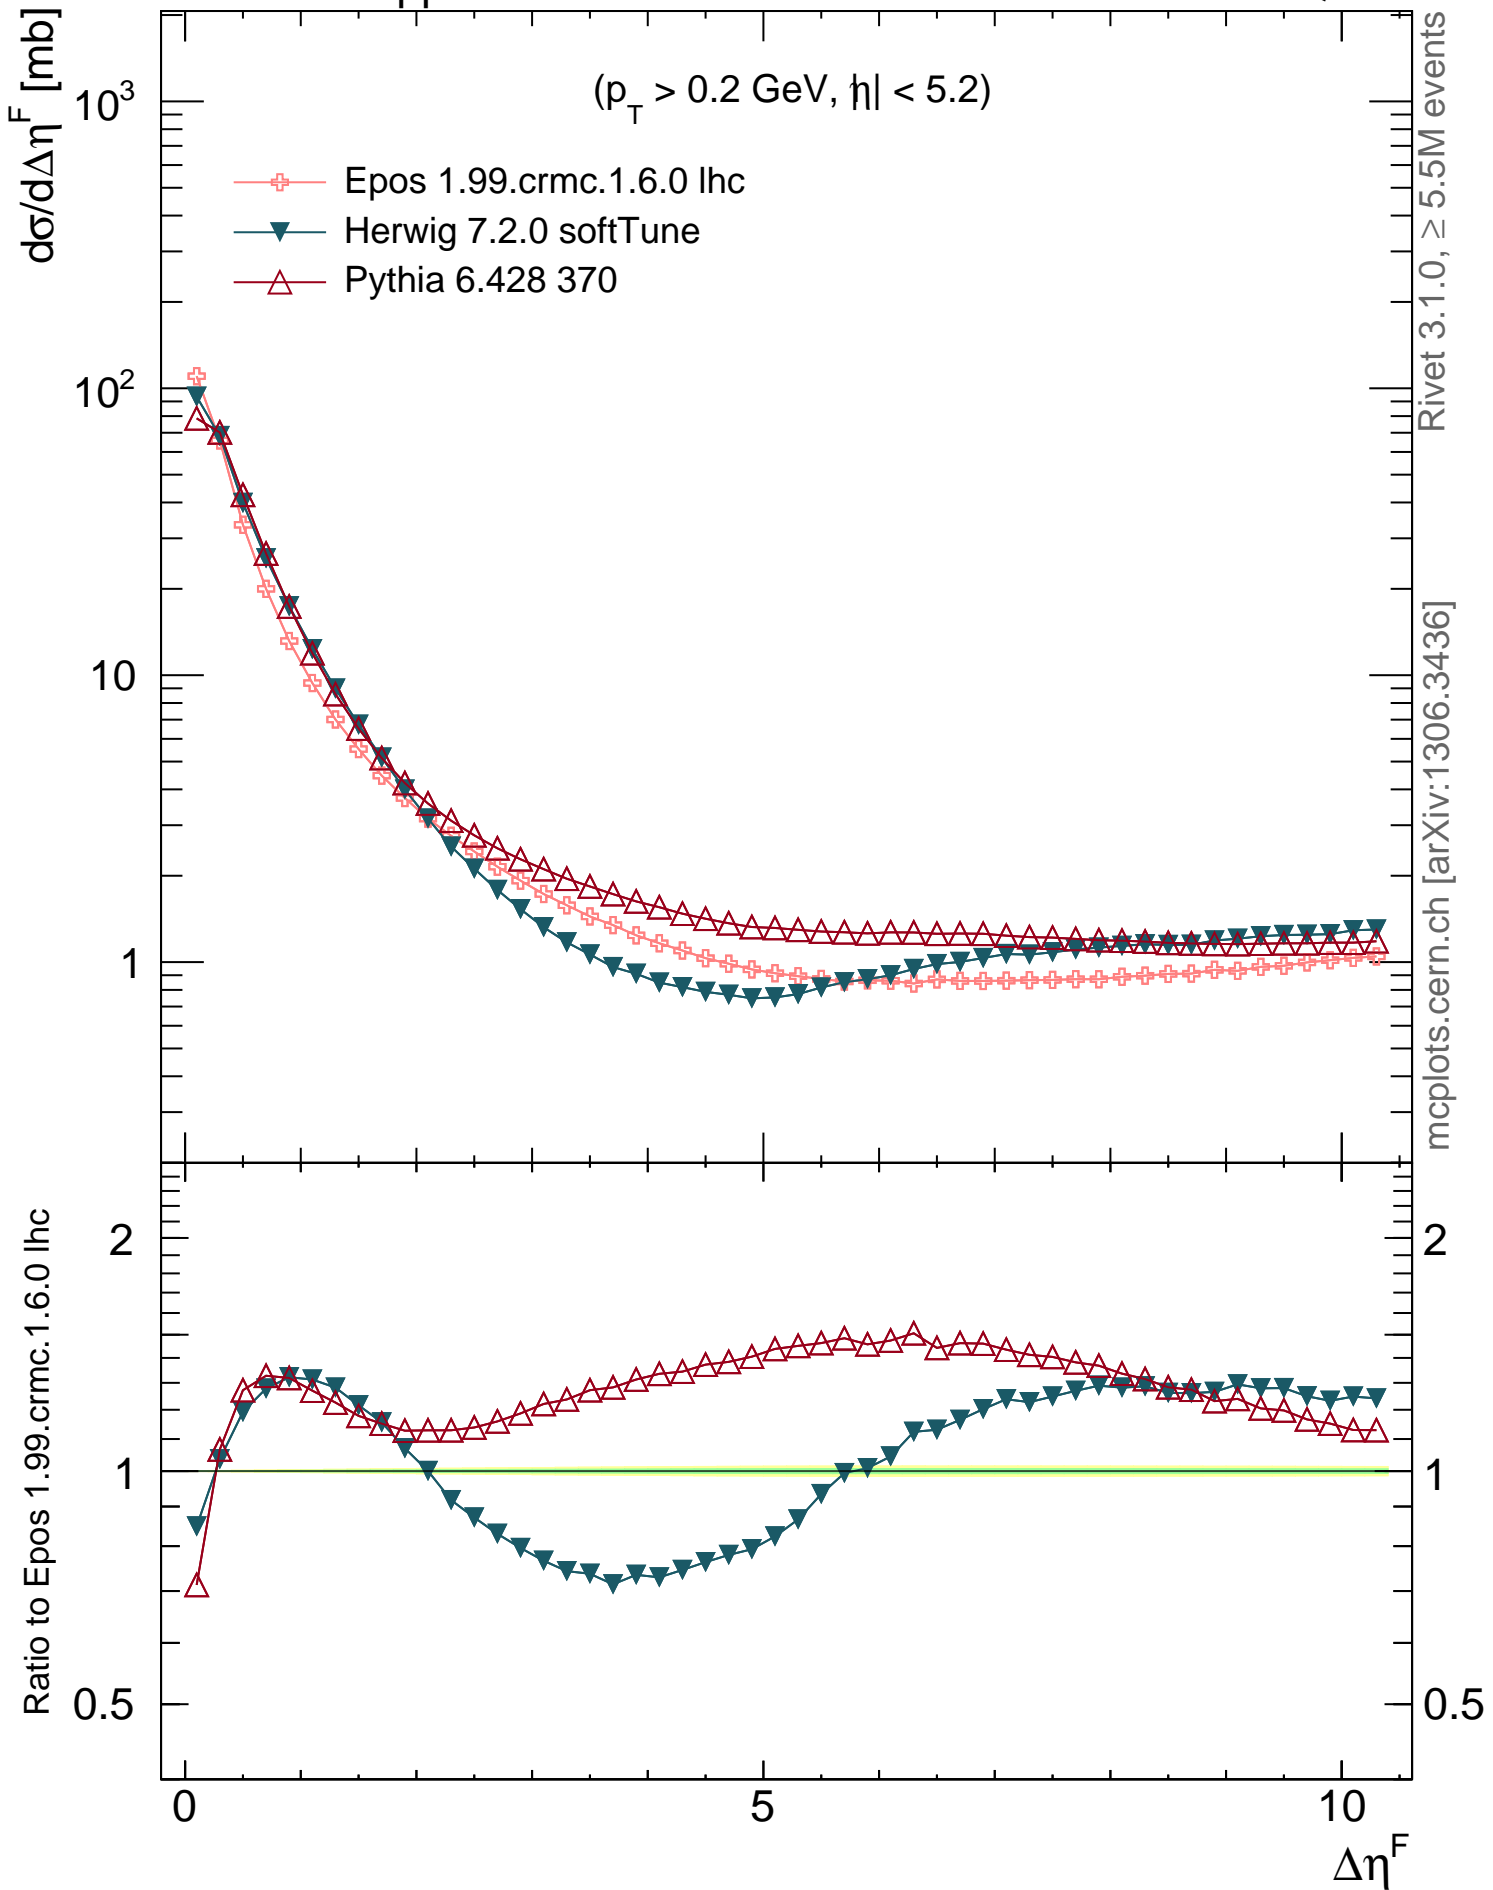 pp
dσ/dΔη^F [mb]
(p_T > 0.2 GeV, |η| < 5.2)
Epos 1.99.crmc.1.6.0 lhc
Herwig 7.2.0 softTune
Pythia 6.428 370
10^3
10^2
10
1
Rivet 3.1.0, ≥ 5.5M events
mcplots.cern.ch [arXiv:1306.3436]
Ratio to Epos 1.99.crmc.1.6.0 lhc
2
1
0.5
2
1
0.5
0 5 10
Δη^F